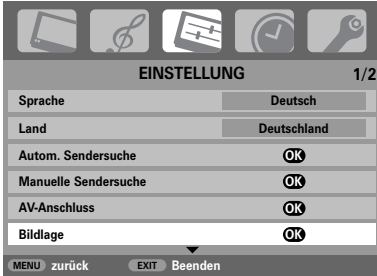 EINSTELLUNG 1/2
Sprache Deutsch
Land Deutschland
Autom. Sendersuche OK
Manuelle Sendersuche OK
AV-Anschluss OK
Bildlage OK
MENU zurück EXIT Beenden